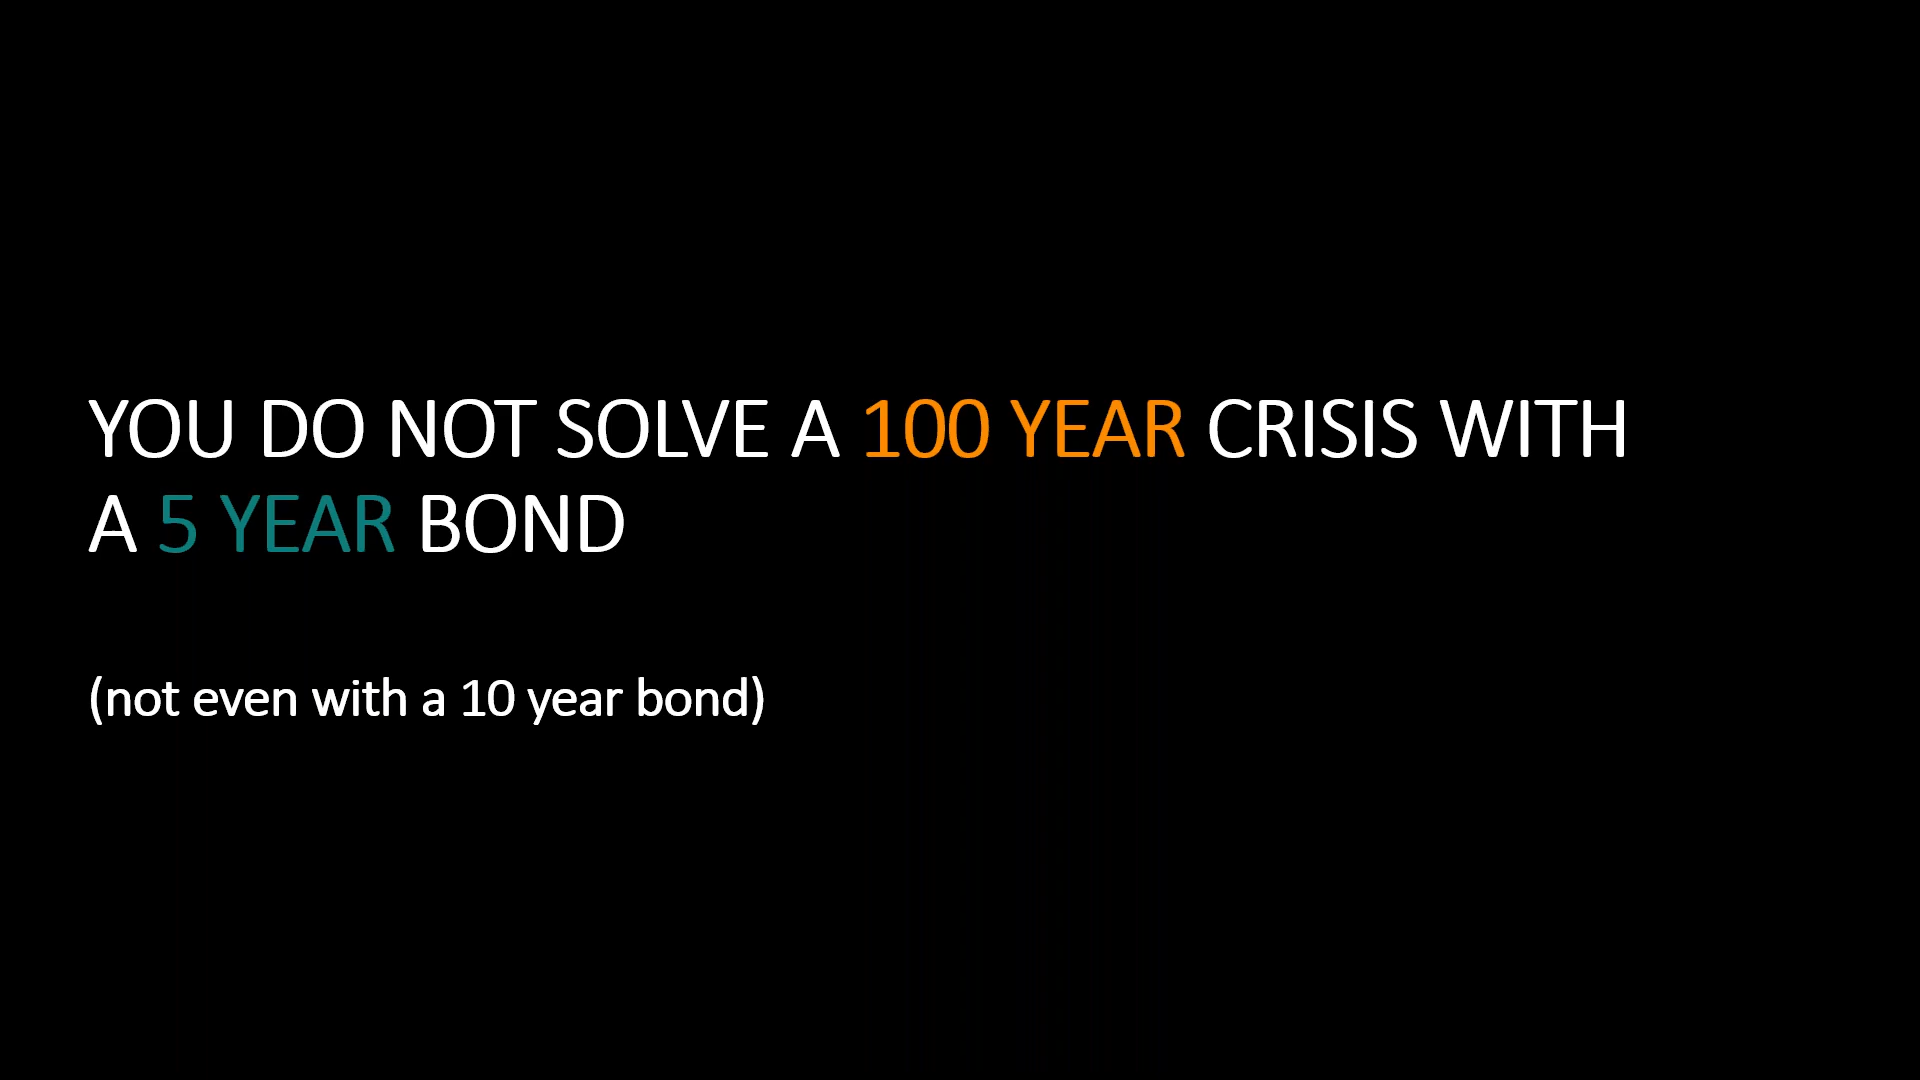 YOU DO NOT SOLVE A 100 YEAR CRISIS WITH
A 5 YEAR BOND
(not even with a 10 year bond)